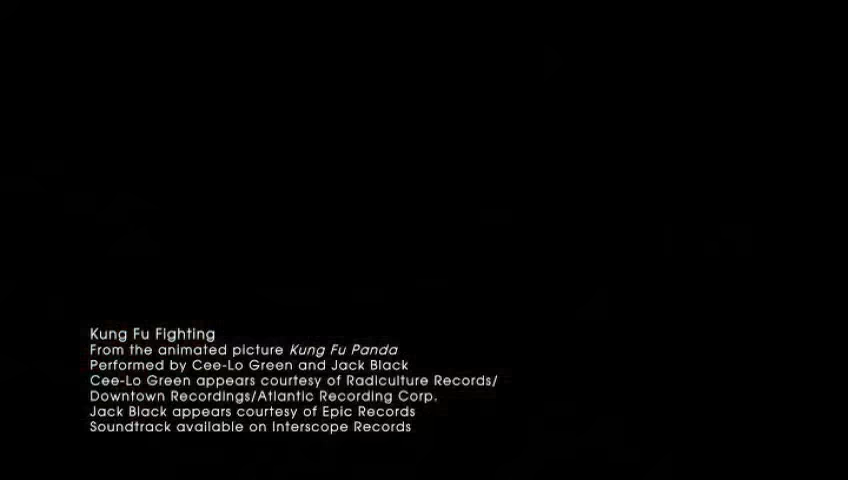 Kung Fu Fighting
From the animated picture Kung Fu Panda
Performed by Cee-Lo Green and Jack Black
Cee-Lo Green appears courtesy of Radiculture Records/
Downtown Recordings/Atlantic Recording Corp.
Jack Black appears courtesy of Epic Records
Soundtrack available on Interscope Records